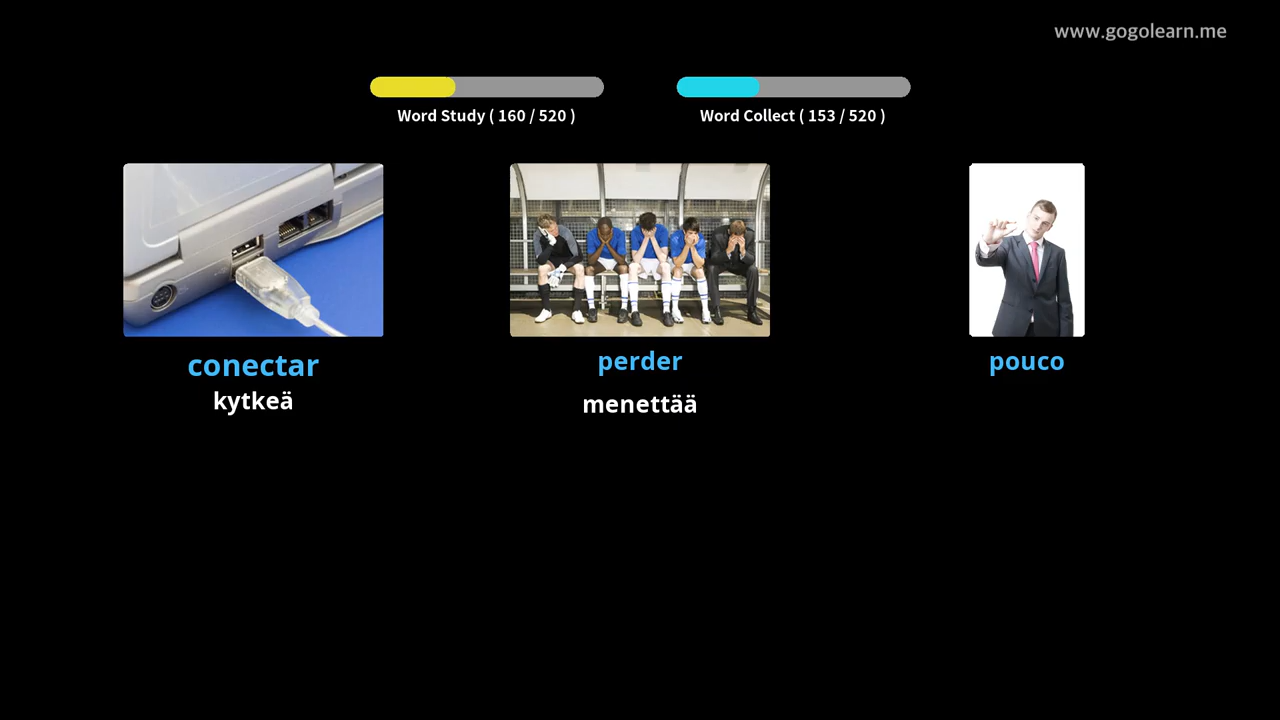 www.gogolearn.me
Word Study ( 160 / 520 )
Word Collect ( 153 / 520 )
conectar
kytkeä
perder
menettää
pouco